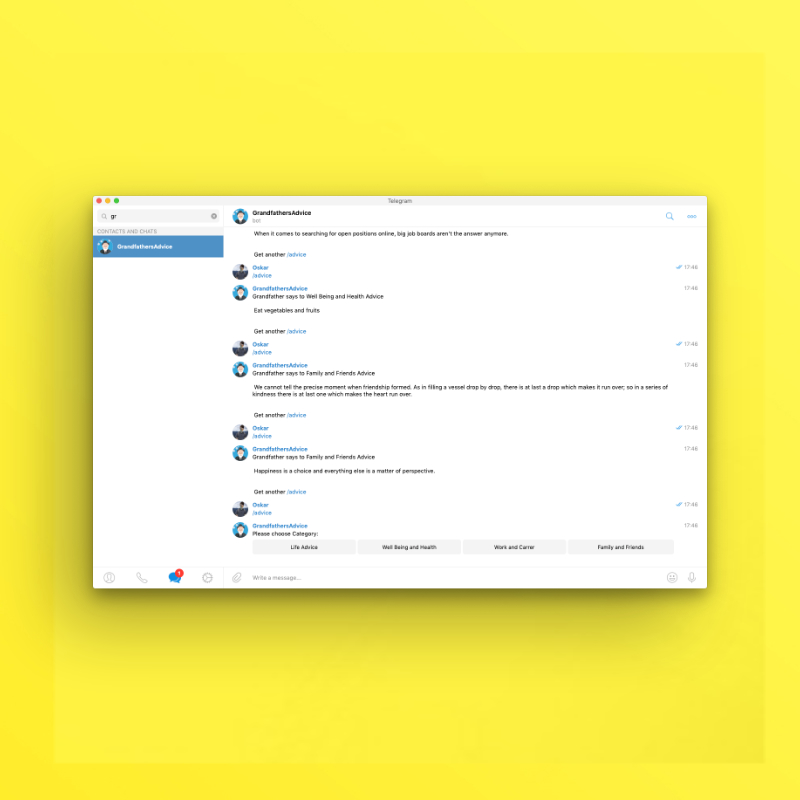 Telegram
gr
CONTACTS AND CHATS
GrandfathersAdvice
GrandfathersAdvice
bot
When it comes to searching for open positions online, big job boards aren't the answer anymore.
Get another /advice
Oskar
17:46
/advice
GrandfathersAdvice
17:46
Grandfather says to Well Being and Health Advice
Eat vegetables and fruits
Get another /advice
Oskar
17:46
/advice
GrandfathersAdvice
17:46
Grandfather says to Family and Friends Advice
We cannot tell the precise moment when friendship formed. As in filling a vessel drop by drop, there is at last a drop which makes it run over; so in a series of
kindness there is at last one which makes the heart run over.
Get another /advice
Oskar
17:46
/advice
GrandfathersAdvice
17:46
Grandfather says to Family and Friends Advice
Happiness is a choice and everything else is a matter of perspective.
Get another /advice
Oskar
17:46
/advice
GrandfathersAdvice
17:46
Please choose Category:
Life Advice
Well Being and Health
Work and Carrer
Family and Friends
1
Write a message...